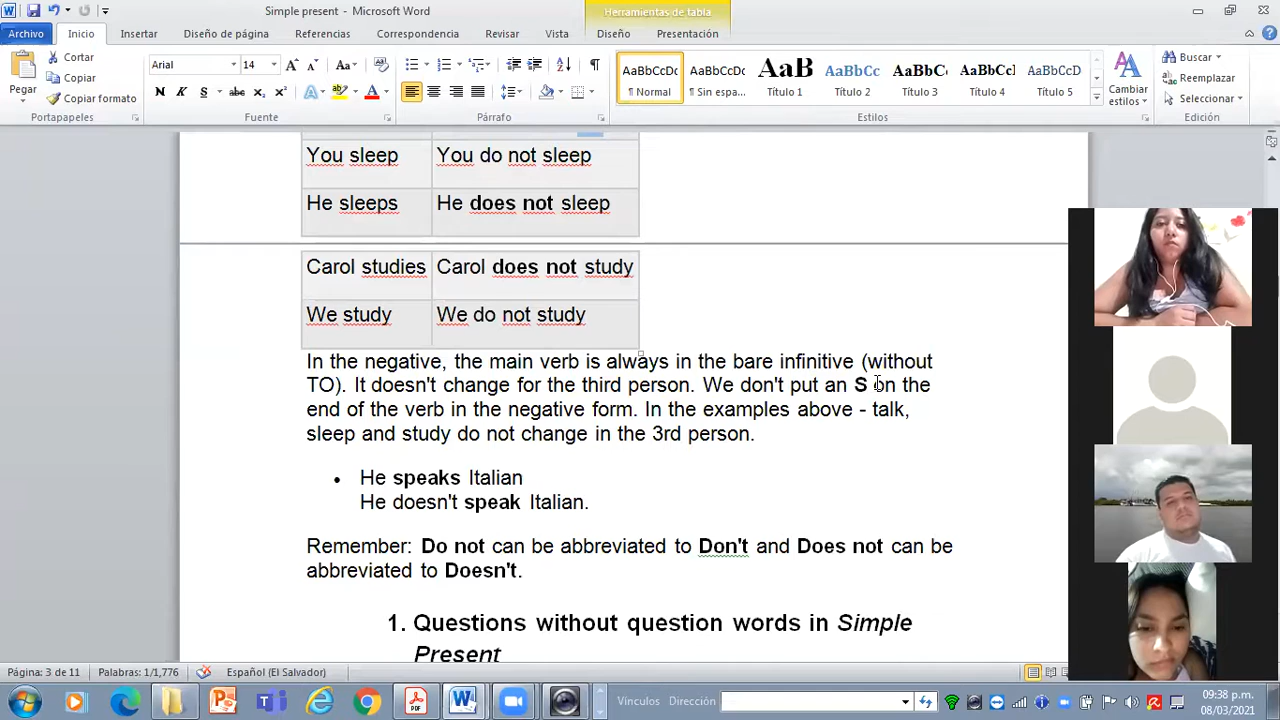 Simple present - Microsoft Word
Herramientas de tabla
Archivo Inicio Insertar Diseño de página Referencias Correspondencia Revisar Vista Diseño Presentación
Cortar
Copiar
Copiar formato
Pegar
Portapapeles
Arial 14
Fuente
Párrafo
AaBbCcDc AaBbCcDc AaB AaBbCc AaBbC AaBbCcI AaBbCcD
¶ Normal ¶ Sin espa... Título 1 Título 2 Título 3 Título 4 Título 5
Estilos
Cambiar
estilos
Buscar
Reemplazar
Seleccionar
Edición
You sleep You do not sleep
He sleeps He does not sleep
Carol studies Carol does not study
We study We do not study
In the negative, the main verb is always in the bare infinitive (without
TO). It doesn't change for the third person. We don't put an S on the
end of the verb in the negative form. In the examples above - talk,
sleep and study do not change in the 3rd person.
• He speaks Italian
He doesn't speak Italian.
Remember: Do not can be abbreviated to Don't and Does not can be
abbreviated to Doesn't.
1. Questions without question words in Simple
Present
Página: 3 de 11 Palabras: 1/1,776 Español (El Salvador)
Vínculos Dirección
09:38 p.m.
08/03/2021